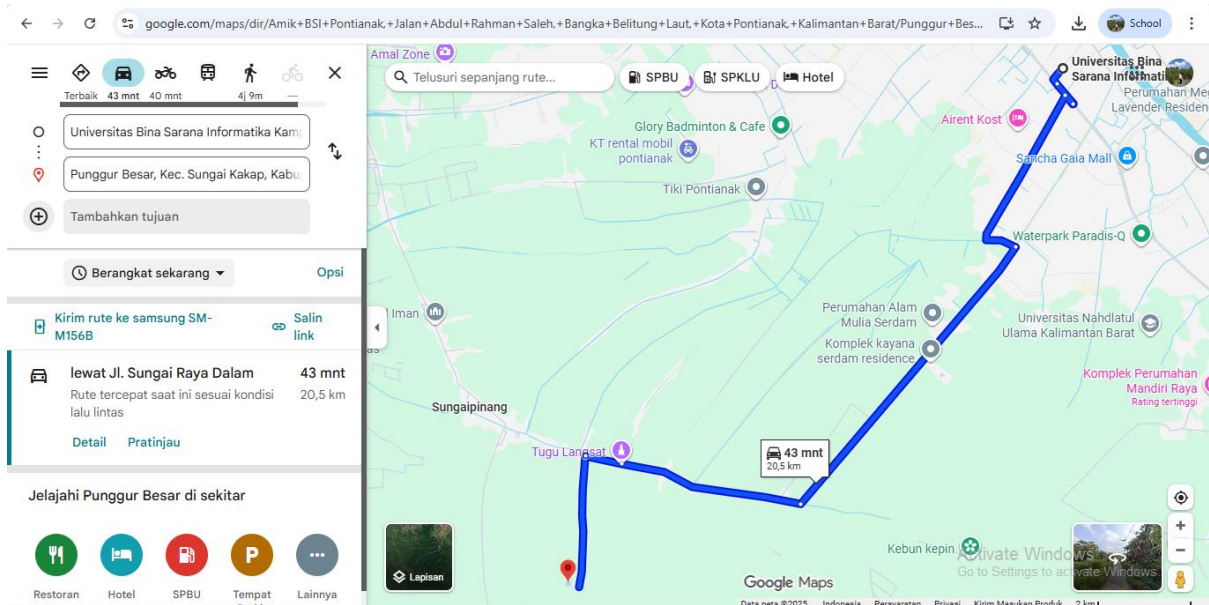 google.com/maps/dir/Amik+BSI+Pontianak,+Jalan+Abdul+Rahman+Saleh,+Bangka+Belitung+Laut,+Kota+Pontianak,+Kalimantan+Barat/Punggur+Bes...
School
Terbaik
43 mnt
40 mnt
4j 9m
Universitas Bina Sarana Informatika Kam
Punggur Besar, Kec. Sungai Kakap, Kabu
Tambahkan tujuan
Berangkat sekarang
Opsi
Kirim rute ke samsung SM-
M156B
Salin
link
lewat Jl. Sungai Raya Dalam
43 mnt
Rute tercepat saat ini sesuai kondisi
lalu lintas
20,5 km
Detail
Pratinjau
Jelajahi Punggur Besar di sekitar
P
Restoran
Hotel
SPBU
Tempat
Lainnya
Amal Zone
Telusuri sepanjang rute...
SPBU
SPKLU
Hotel
Universitas Bina
Sarana Informati
Perumahan Me
Lavender Residen
Airent Kost
Glory Badminton & Cafe
KT rental mobil
pontianak
Sancha Gaia Mall
Tiki Pontianak
Waterpark Paradis-Q
Iman
Perumahan Alam
Mulia Serdam
Universitas Nahdlatul
Ulama Kalimantan Barat
Komplek kayana
serdam residence
Komplek Perumahan
Mandiri Raya
Rating tertinggi
Sungaipinang
Tugu Langsat
43 mnt
20,5 km
Kebun kepin
Lapisan
Google Maps
Activate Windows
Go to Settings to activate Windows.
Data peta ©2025
Indonesia
Persyaratan
Privasi
Kirim Masukan Produk
2 km